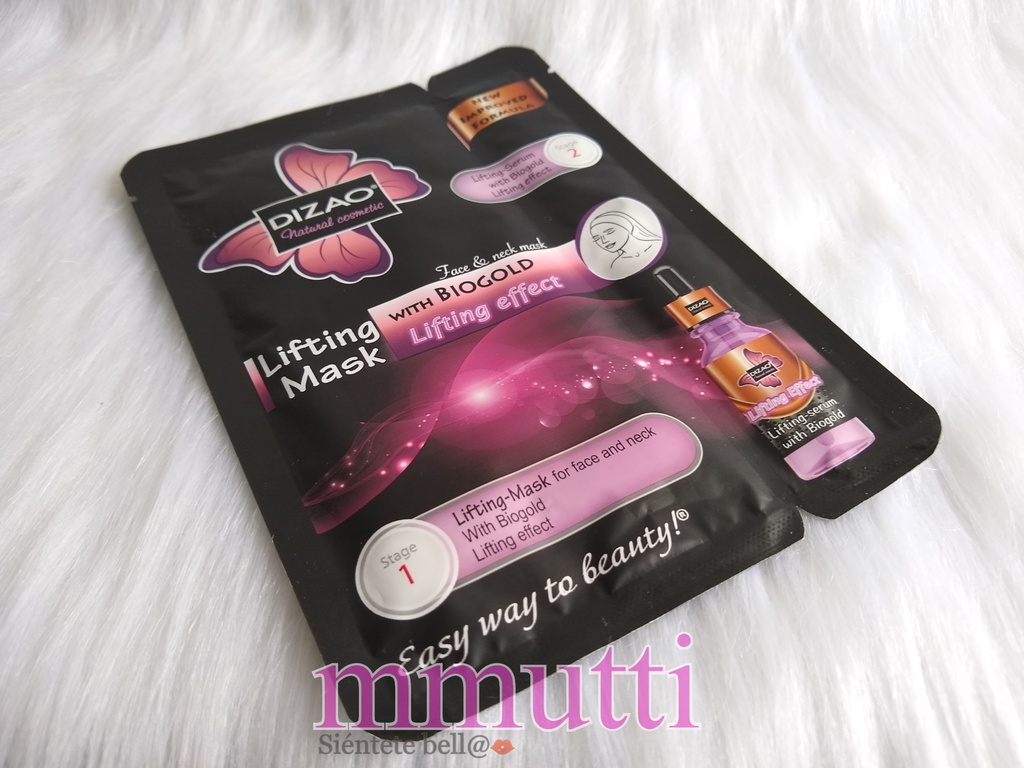 NEW
IMPROVED
FORMULA
Stage
2
Lifting-Serum
with Biogold
Lifting effect
DIZAO®
Natural cosmetic
Face & neck mask
WITH BIOGOLD
Lifting effect
Lifting
Mask
DIZAO
DIZAO
Lifting Effect
Lifting-serum
with Biogold
Stage
1
Lifting-Mask for face and neck
With Biogold
Lifting effect
Easy way to beauty!®
mmutti
Siéntete bell@